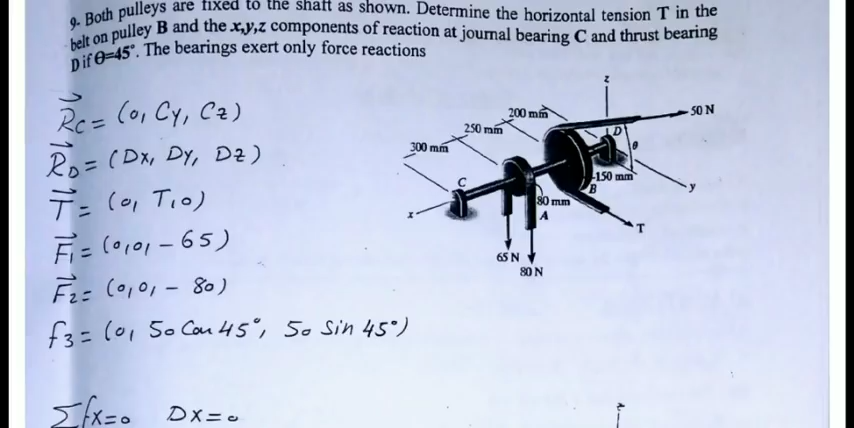 9- Both pulleys are fixed to the shaft as shown. Determine the horizontal tension T in the
belt on pulley B and the x,y,z components of reaction at journal bearing C and thrust bearing
D if Θ=45°. The bearings exert only force reactions
R⃗c = (0, Cy, Cz)
R⃗D = (Dx, Dy, Dz)
T⃗ = (0, T, 0)
F⃗1 = (0,0, -65)
F⃗2 = (0,0, - 80)
f3 = (0, 50 Cos 45°, 50 Sin 45°)
Σfx=0 Dx=0
z
50 N
200 mm
250 mm
300 mm
D
θ
C
150 mm
B
y
80 mm
A
x
T
65 N
80 N
z